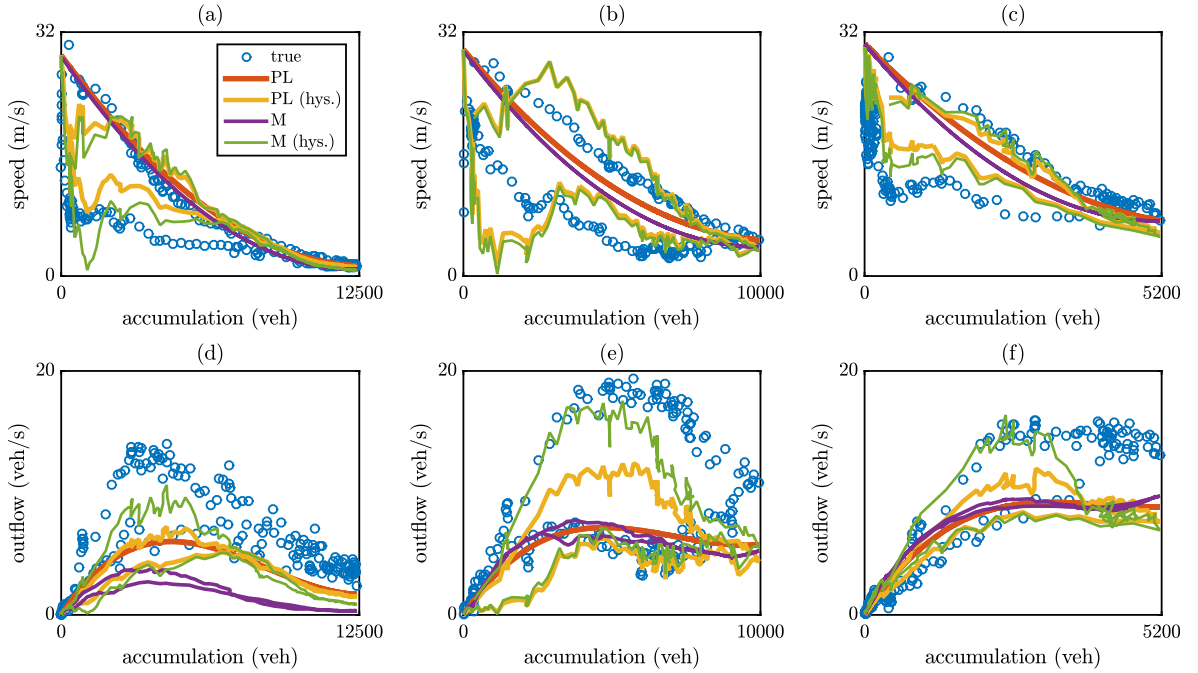 (a)
(b)
(c)
32
32
32
speed (m/s)
speed (m/s)
speed (m/s)
true
PL
PL (hys.)
M
M (hys.)
0
0
0
0
12500
0
10000
0
5200
accumulation (veh)
accumulation (veh)
accumulation (veh)
(d)
(e)
(f)
20
20
20
outflow (veh/s)
outflow (veh/s)
outflow (veh/s)
0
0
0
0
12500
0
10000
0
5200
accumulation (veh)
accumulation (veh)
accumulation (veh)